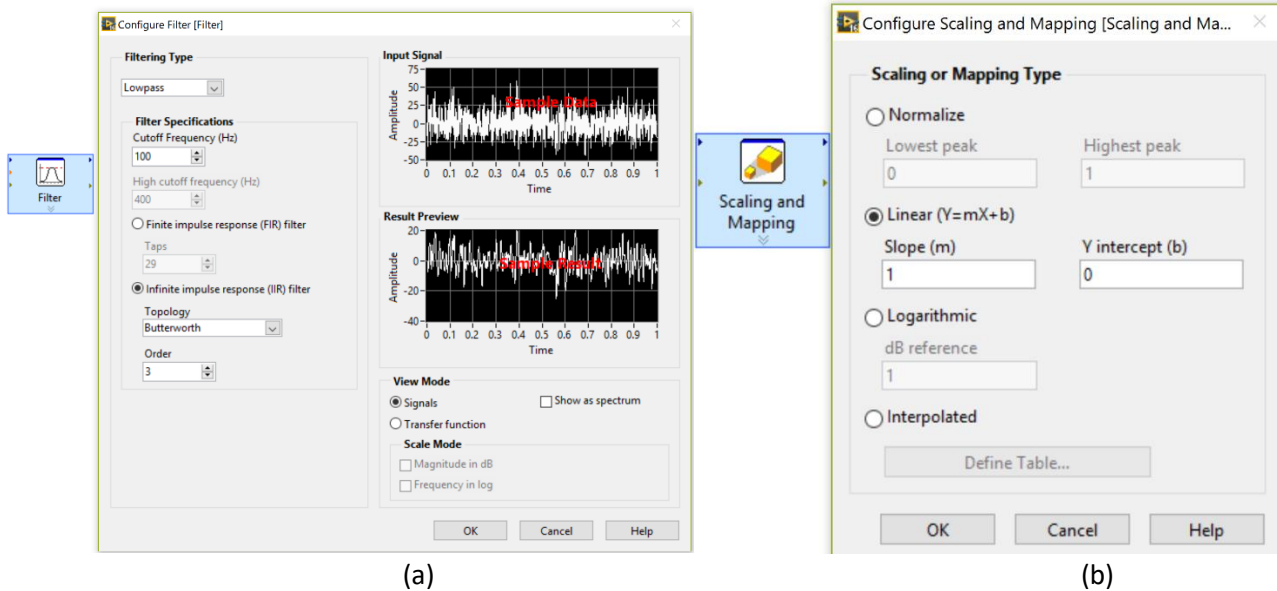 Filter
Configure Filter [Filter]
Filtering Type
Lowpass
Filter Specifications
Cutoff Frequency (Hz)
100
High cutoff frequency (Hz)
400
Finite impulse response (FIR) filter
Taps
29
Infinite impulse response (IIR) filter
Topology
Butterworth
Order
3
Input Signal
Amplitude
75
50
25
0
-25
-50
Sample Data
0 0.1 0.2 0.3 0.4 0.5 0.6 0.7 0.8 0.9 1
Time
Result Preview
Amplitude
20
0
-20
-40
Sample Result
0 0.1 0.2 0.3 0.4 0.5 0.6 0.7 0.8 0.9 1
Time
View Mode
Signals Show as spectrum
Transfer function
Scale Mode
Magnitude in dB
Frequency in log
OK Cancel Help
(a)
Scaling and
Mapping
Configure Scaling and Mapping [Scaling and Ma...
Scaling or Mapping Type
Normalize
Lowest peak Highest peak
0 1
Linear (Y=mX+b)
Slope (m) Y intercept (b)
1 0
Logarithmic
dB reference
1
Interpolated
Define Table...
OK Cancel Help
(b)